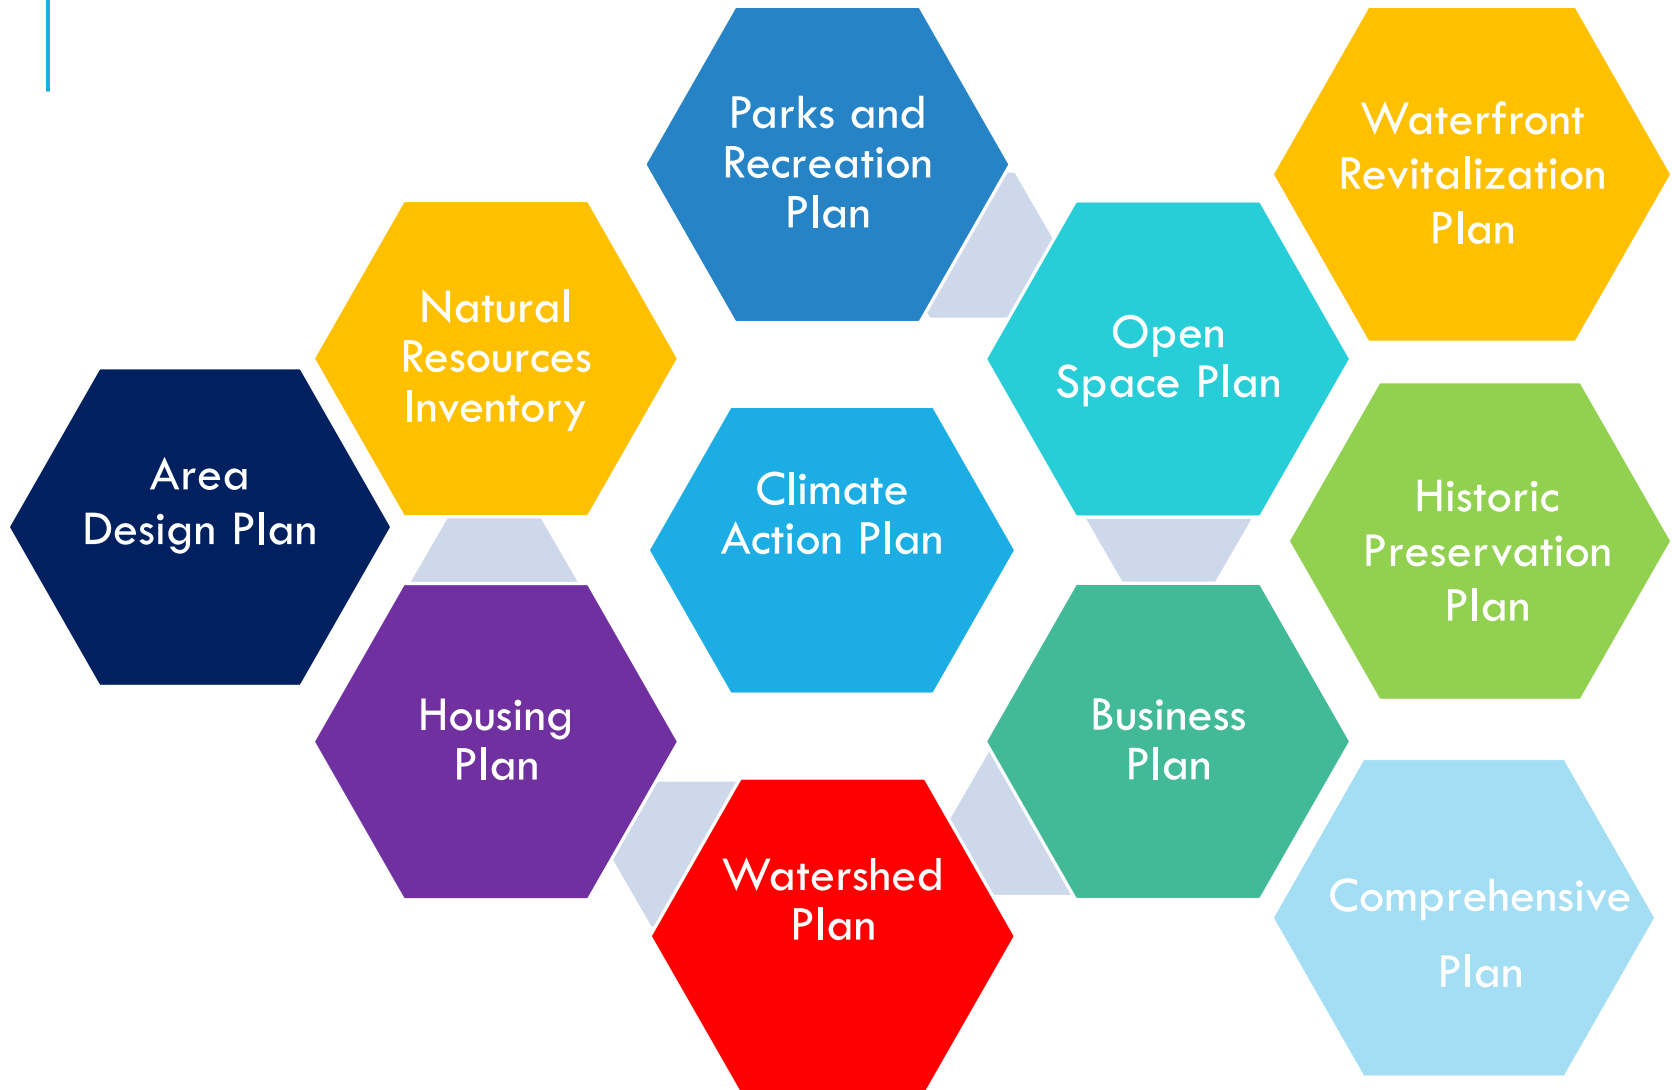 Parks and
Recreation
Plan
Waterfront
Revitalization
Plan
Natural
Resources
Inventory
Open
Space Plan
Area
Design Plan
Climate
Action Plan
Historic
Preservation
Plan
Housing
Plan
Business
Plan
Watershed
Plan
Comprehensive
Plan